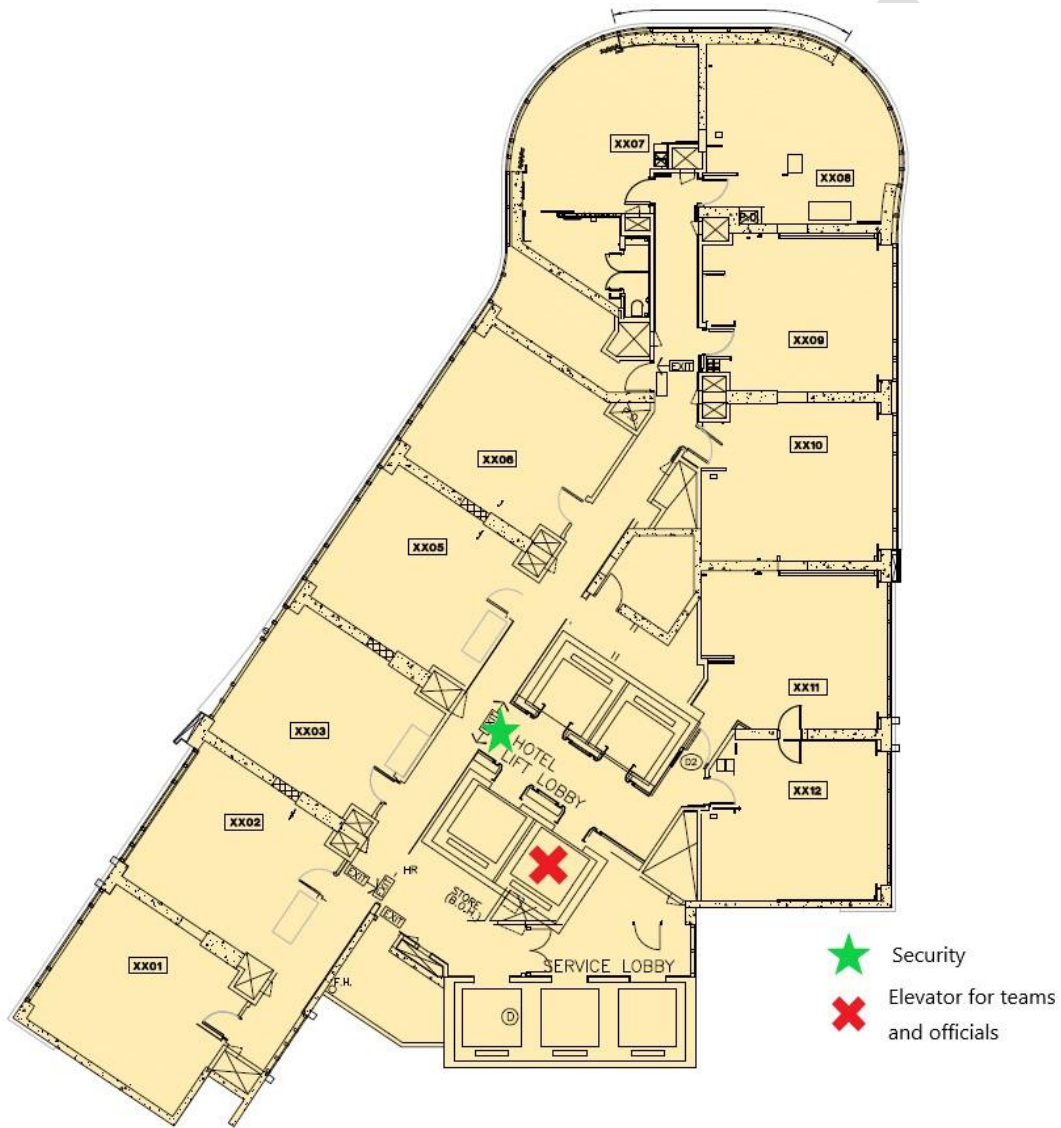 XX07
XX08
EXIT
XX09
XX10
XX06
XX05
XX11
XX03
HOTEL
LIFT LOBBY
D2
XX12
XX02
HR
EXIT
STORE
(B.O.H.)
EXIT
SERVICE LOBBY
XX01
F.H.
D
Security
Elevator for teams
and officials